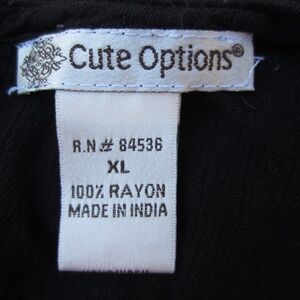 Cute Options®
R.N# 84536
XL
100% RAYON
MADE IN INDIA